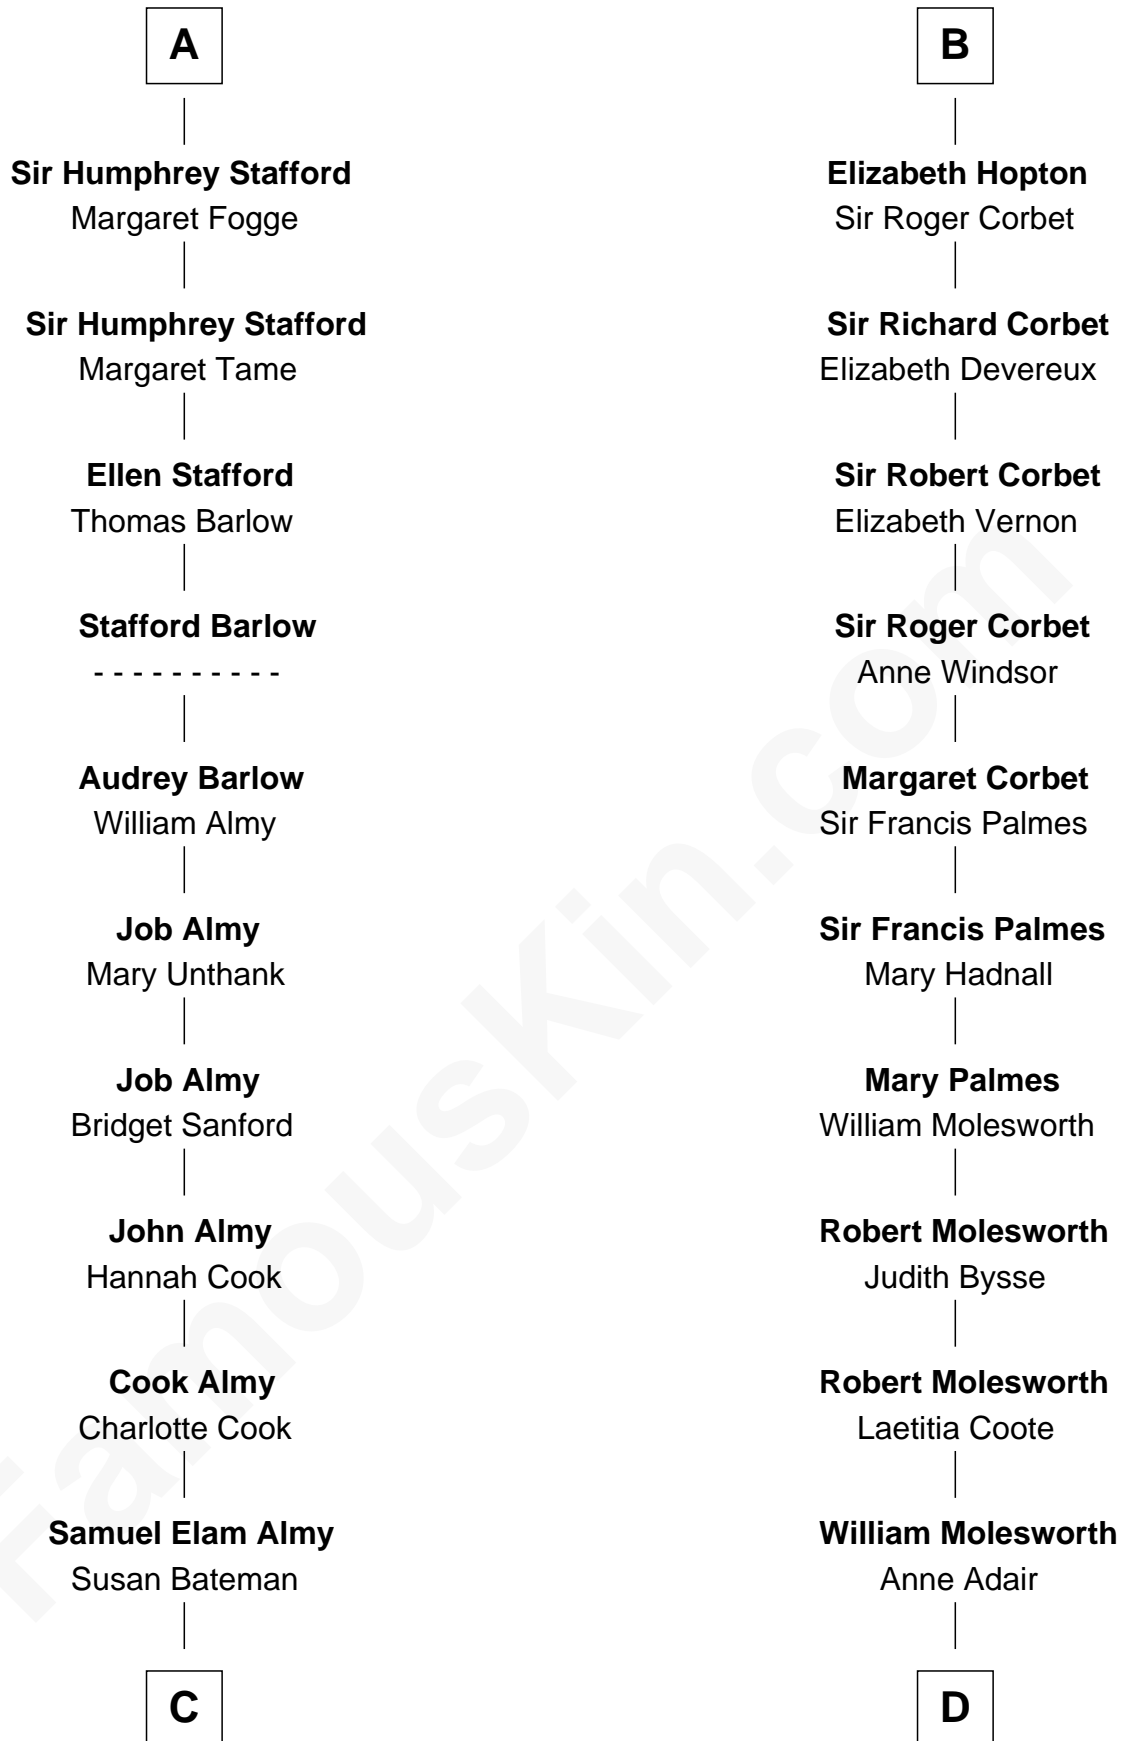 A
Sir Humphrey Stafford
Margaret Fogge
Sir Humphrey Stafford
Margaret Tame
Ellen Stafford
Thomas Barlow
Stafford Barlow
- - - - - - - - - -
Audrey Barlow
William Almy
Job Almy
Mary Unthank
Job Almy
Bridget Sanford
John Almy
Hannah Cook
Cook Almy
Charlotte Cook
Samuel Elam Almy
Susan Bateman
C
B
Elizabeth Hopton
Sir Roger Corbet
Sir Richard Corbet
Elizabeth Devereux
Sir Robert Corbet
Elizabeth Vernon
Sir Roger Corbet
Anne Windsor
Margaret Corbet
Sir Francis Palmes
Sir Francis Palmes
Mary Hadnall
Mary Palmes
William Molesworth
Robert Molesworth
Judith Bysse
Robert Molesworth
Laetitia Coote
William Molesworth
Anne Adair
D
FamousKin.com